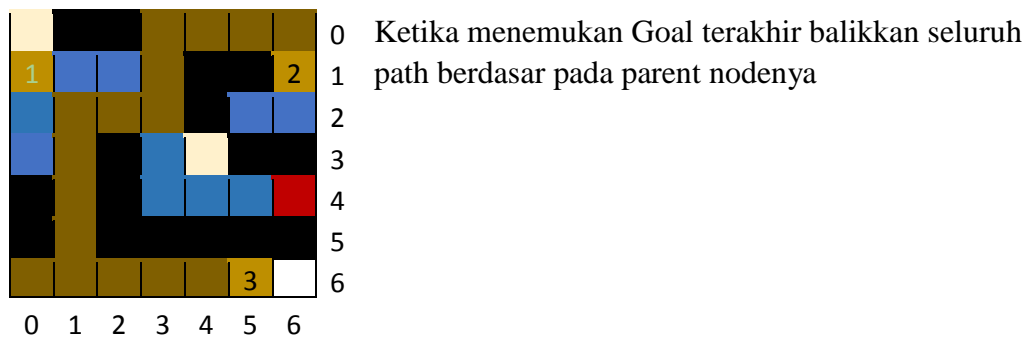 0 Ketika menemukan Goal terakhir balikkan seluruh
1 2 1 path berdasar pada parent nodenya
2
3
4
5
3 6
0 1 2 3 4 5 6